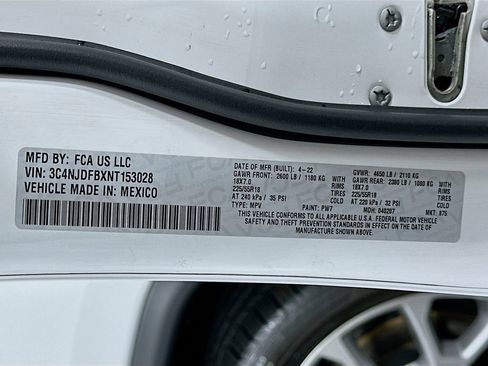 MFD BY: FCA US LLC
VIN: 3C4NJDFBXNT153028
VEHICLE MADE IN: MEXICO
DATE OF MFR (BUILT): 4-22
GAWR FRONT: 2600 LB / 1180 KG
18X7.0 RIMS
225/55R18 TIRES
AT 240 kPa / 35 PSI COLD
TYPE: MPV PAINT: PW7
GVWR: 4650 LB / 2110 KG
GAWR REAR: 2380 LB / 1080 KG
18X7.0 RIMS
225/55R18 TIRES
AT 220 kPa / 32 PSI COLD
MDH: 040207 MKT: 875
THIS VEHICLE CONFORMS TO ALL APPLICABLE U.S.A. FEDERAL MOTOR VEHICLE
SAFETY AND THEFT PREVENTION STANDARDS IN EFFECT ON THE DATE OF
MANUFACTURE SHOWN ABOVE.